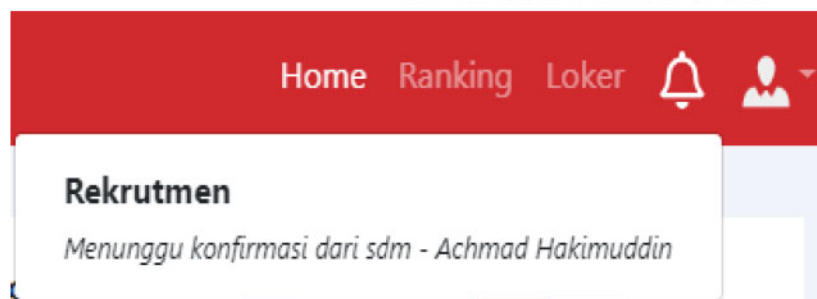 Home Ranking Loker
Rekrutmen
Menunggu konfirmasi dari sdm - Achmad Hakimuddin